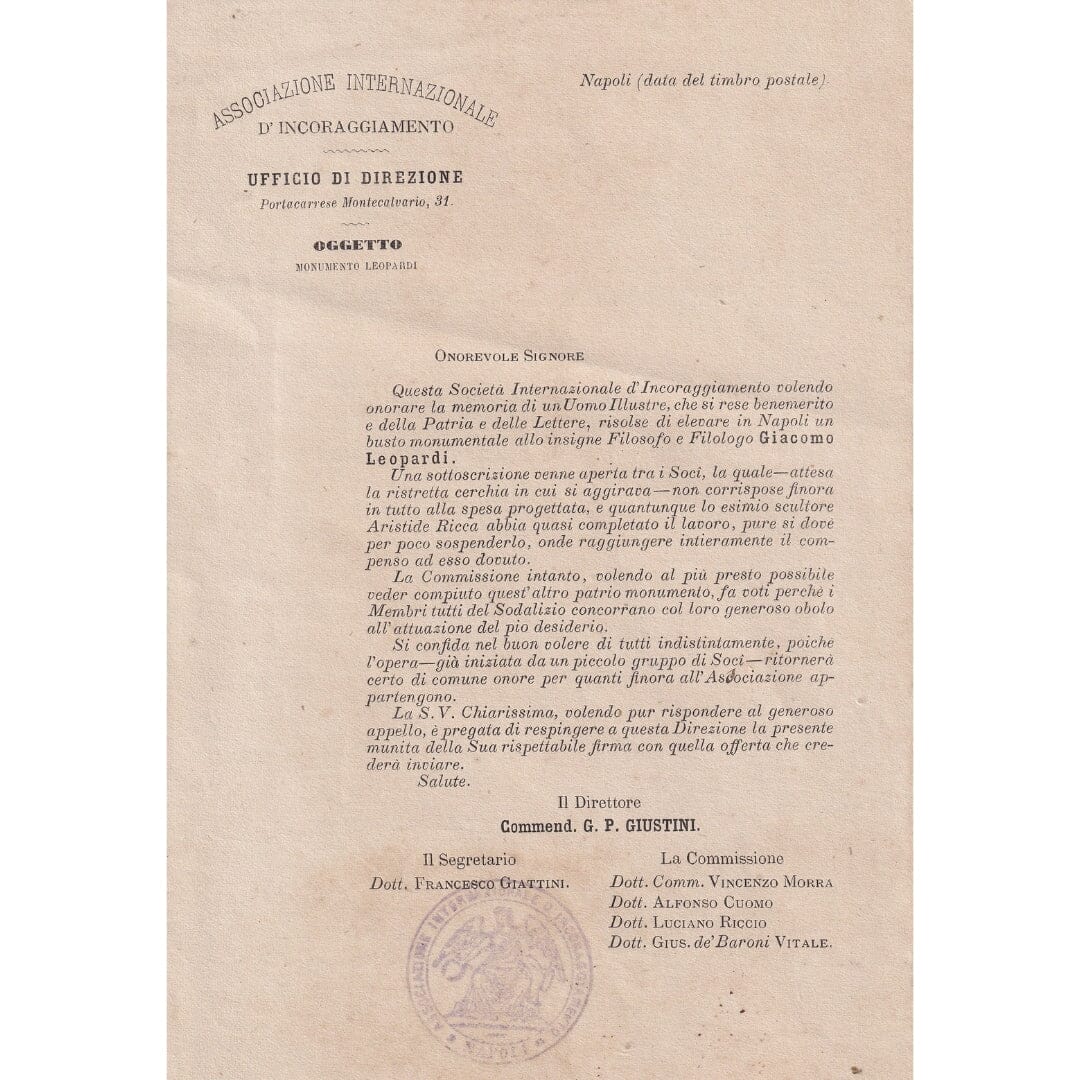 ASSOCIAZIONE INTERNAZIONALE
D' INCORAGGIAMENTO
UFFICIO DI DIREZIONE
Portacarrese Montecalvario, 31.
OGGETTO
MONUMENTO LEOPARDI
Napoli (data del timbro postale).
ONOREVOLE SIGNORE
Questa Società Internazionale d'Incoraggiamento volendo
onorare la memoria di un Uomo Illustre, che si rese benemerito
e della Patria e delle Lettere, risolse di elevare in Napoli un
busto monumentale allo insigne Filosofo e Filologo Giacomo
Leopardi.
Una sottoscrizione venne aperta tra i Soci, la quale—attesa
la ristretta cerchia in cui si aggirava—non corrispose finora
in tutto alla spesa progettata, e quantunque lo esimio scultore
Aristide Ricca abbia quasi completato il lavoro, pure si dovè
per poco sospenderlo, onde raggiungere intieramente il com-
penso ad esso dovuto.
La Commissione intanto, volendo al più presto possibile
veder compiuto quest'altro patrio monumento, fa voti perchè i
Membri tutti del Sodalizio concorrano col loro generoso obolo
all'attuazione del pio desiderio.
Si confida nel buon volere di tutti indistintamente, poichè
l'opera—già iniziata da un piccolo gruppo di Soci—ritornerà
certo di comune onore per quanti finora all'Associazione ap-
partengono.
La S. V. Chiarissima, volendo pur rispondere al generoso
appello, è pregata di respingere a questa Direzione la presente
munita della Sua rispettabile firma con quella offerta che cre-
derà inviare.
Salute.
Il Direttore
Commend. G. P. GIUSTINI.
Il Segretario
Dott. FRANCESCO GIATTINI.
La Commissione
Dott. Comm. VINCENZO MORRA
Dott. ALFONSO CUOMO
Dott. LUCIANO RICCIO
Dott. GIUS. de' Baroni VITALE.
ASSOCIAZIONE INTERNAZIONALE D'INCORAGGIAMENTO
NAPOLI